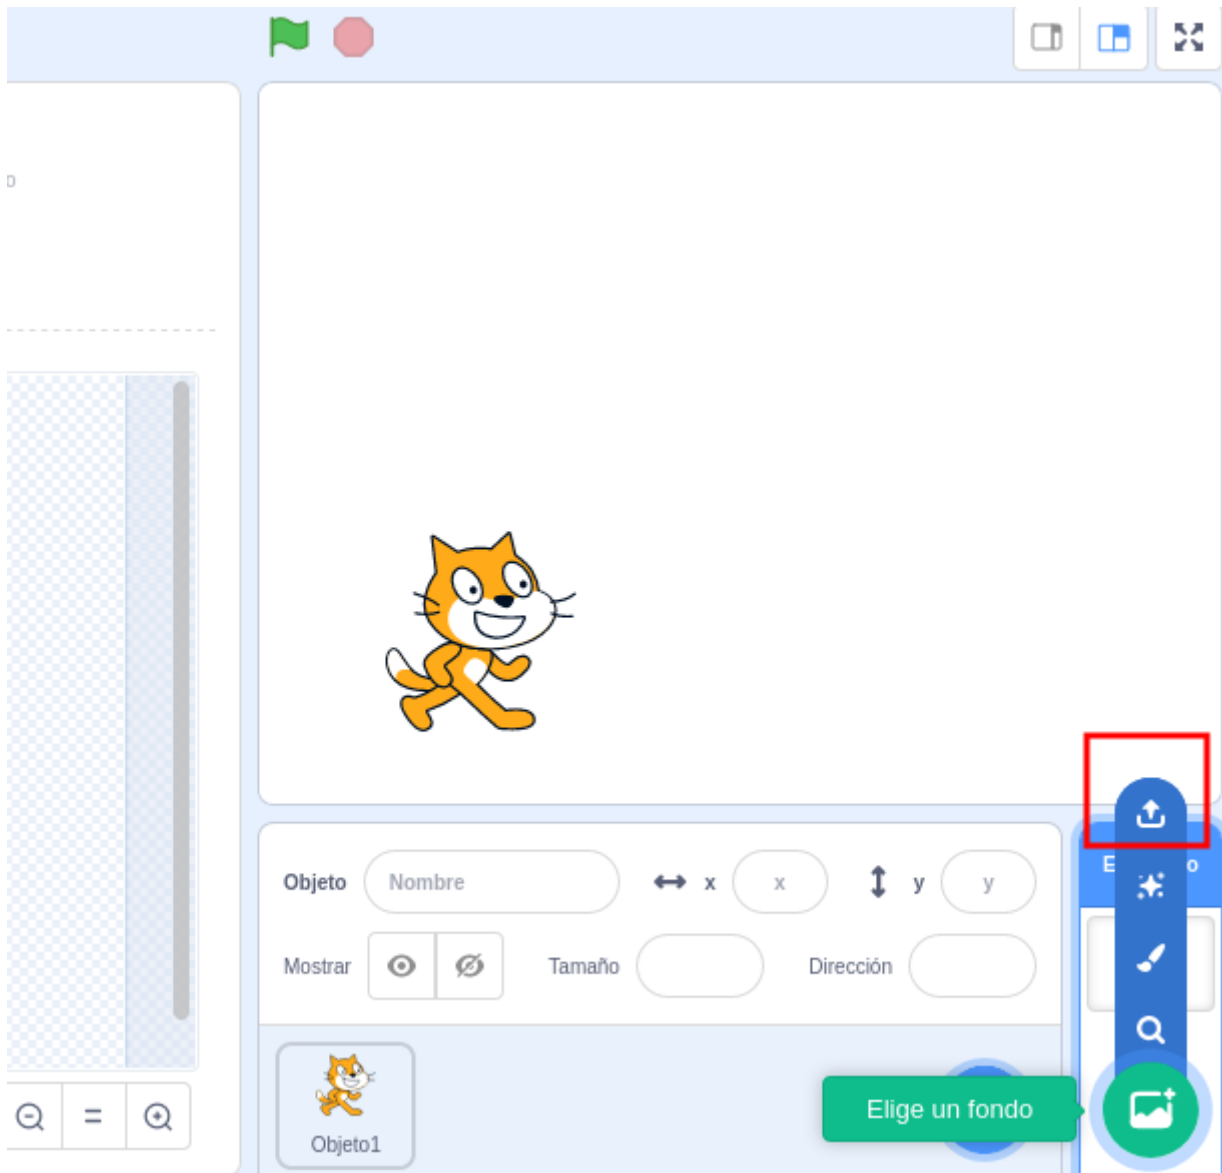 o
Objeto Nombre x x y y
Mostrar Tamaño Dirección
Objeto1
Elige un fondo